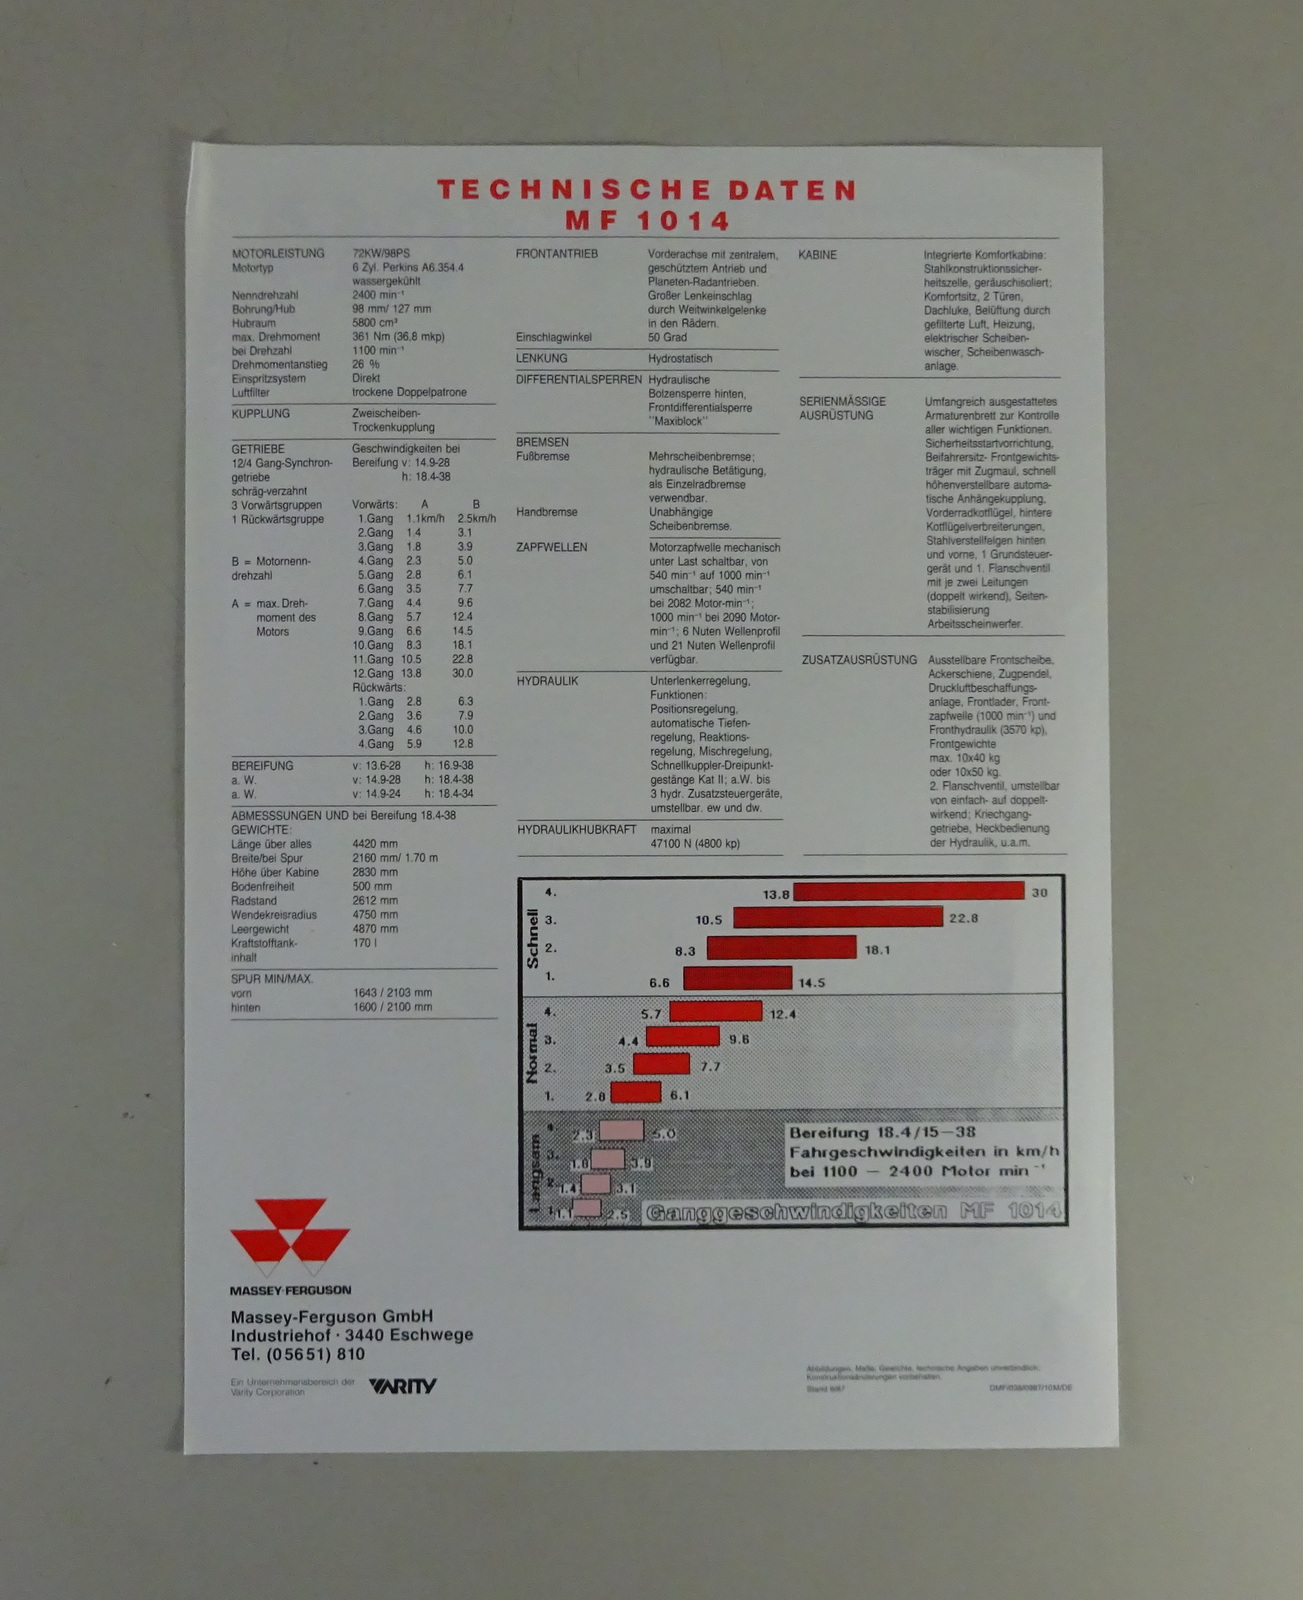 TECHNISCHE DATEN
MF 1014
MOTORLEISTUNG 72KW/98PS
Motortyp 6 Zyl. Perkins A6.354.4
wassergekühlt
Nenndrehzahl 2400 min⁻¹
Bohrung/Hub 98 mm/ 127 mm
Hubraum 5800 cm³
max. Drehmoment 361 Nm (36,8 mkp)
bei Drehzahl 1100 min⁻¹
Drehmomentanstieg 26 %
Einspritzsystem Direkt
Luftfilter trockene Doppelpatrone
KUPPLUNG Zweischeiben-
Trockenkupplung
GETRIEBE Geschwindigkeiten bei
12/4 Gang-Synchron- Bereifung v: 14.9-28
getriebe h: 18.4-38
schräg-verzahnt
3 Vorwärtsgruppen Vorwärts: A B
1 Rückwärtsgruppe 1.Gang 1.1km/h 2.5km/h
2.Gang 1.4 3.1
3.Gang 1.8 3.9
B = Motornenn- 4.Gang 2.3 5.0
drehzahl 5.Gang 2.8 6.1
6.Gang 3.5 7.7
A = max. Dreh- 7.Gang 4.4 9.6
moment des 8.Gang 5.7 12.4
Motors 9.Gang 6.6 14.5
10.Gang 8.3 18.1
11.Gang 10.5 22.8
12.Gang 13.8 30.0
Rückwärts:
1.Gang 2.8 6.3
2.Gang 3.6 7.9
3.Gang 4.6 10.0
4.Gang 5.9 12.8
BEREIFUNG v: 13.6-28 h: 16.9-38
a. W. v: 14.9-28 h: 18.4-38
a. W. v: 14.9-24 h: 18.4-34
ABMESSSUNGEN UND bei Bereifung 18.4-38
GEWICHTE:
Länge über alles 4420 mm
Breite/bei Spur 2160 mm/ 1.70 m
Höhe über Kabine 2830 mm
Bodenfreiheit 500 mm
Radstand 2612 mm
Wendekreisradius 4750 mm
Leergewicht 4870 mm
Kraftstofftank- 170 l
inhalt
SPUR MIN/MAX.
vorn 1643 / 2103 mm
hinten 1600 / 2100 mm
FRONTANTRIEB Vorderachse mit zentralem,
geschütztem Antrieb und
Planeten-Radantrieben.
Großer Lenkeinschlag
durch Weitwinkelgelenke
in den Rädern.
Einschlagwinkel 50 Grad
LENKUNG Hydrostatisch
DIFFERENTIALSPERREN Hydraulische
Bolzensperre hinten,
Frontdifferentialsperre
"Maxiblock"
BREMSEN
Fußbremse Mehrscheibenbremse;
hydraulische Betätigung,
als Einzelradbremse
verwendbar.
Handbremse Unabhängige
Scheibenbremse.
ZAPFWELLEN Motorzapfwelle mechanisch
unter Last schaltbar, von
540 min⁻¹ auf 1000 min⁻¹
umschaltbar; 540 min⁻¹
bei 2082 Motor-min⁻¹;
1000 min⁻¹ bei 2090 Motor-
min⁻¹; 6 Nuten Wellenprofil
und 21 Nuten Wellenprofil
verfügbar.
HYDRAULIK Unterlenkerregelung,
Funktionen:
Positionsregelung,
automatische Tiefen-
regelung, Reaktions-
regelung, Mischregelung,
Schnellkuppler-Dreipunkt-
gestänge Kat II; a.W. bis
3 hydr. Zusatzsteuergeräte,
umstellbar. ew und dw.
HYDRAULIKHUBKRAFT maximal
47100 N (4800 kp)
KABINE Integrierte Komfortkabine:
Stahlkonstruktionssicher-
heitszelle, geräuschisoliert;
Komfortsitz, 2 Türen,
Dachluke, Belüftung durch
gefilterte Luft, Heizung,
elektrischer Scheiben-
wischer, Scheibenwasch-
anlage.
SERIENMÄSSIGE Umfangreich ausgestattetes
AUSRÜSTUNG Armaturenbrett zur Kontrolle
aller wichtigen Funktionen.
Sicherheitsstartvorrichtung,
Beifahrersitz- Frontgewichts-
träger mit Zugmaul, schnell
höhenverstellbare automa-
tische Anhängekupplung,
Vorderradkotflügel, hintere
Kotflügelverbreiterungen,
Stahlverstellfelgen hinten
und vorne, 1 Grundsteuer-
gerät und 1. Flanschventil
mit je zwei Leitungen
(doppelt wirkend), Seiten-
stabilisierung
Arbeitsscheinwerfer.
ZUSATZAUSRÜSTUNG Ausstellbare Frontscheibe,
Ackerschiene, Zugpendel,
Druckluftbeschaffungs-
anlage, Frontlader, Front-
zapfwelle (1000 min⁻¹) und
Fronthydraulik (3570 kp),
Frontgewichte
max. 10x40 kg
oder 10x50 kg.
2. Flanschventil, umstellbar
von einfach- auf doppelt-
wirkend; Kriechgang-
getriebe, Heckbedienung
der Hydraulik, u.a.m.
Schnell
4. 13.8 30
3. 10.5 22.8
2. 8.3 18.1
1. 6.6 14.5
Normal
4. 5.7 12.4
3. 4.4 9.6
2. 3.5 7.7
1. 2.8 6.1
Langsam
4. 2.3 5.0
3. 1.8 3.9
2. 1.4 3.1
1. 1.1 2.5
Bereifung 18.4/15-38
Fahrgeschwindigkeiten in km/h
bei 1100 - 2400 Motor min⁻¹
Ganggeschwindigkeiten MF 1014
MASSEY-FERGUSON
Massey-Ferguson GmbH
Industriehof · 3440 Eschwege
Tel. (05651) 810
Ein Unternehmensbereich der
Varity Corporation
VARITY
Abbildungen, Maße, Gewichte, technische Angaben unverbindlich;
Konstruktionsänderungen vorbehalten.
Stand